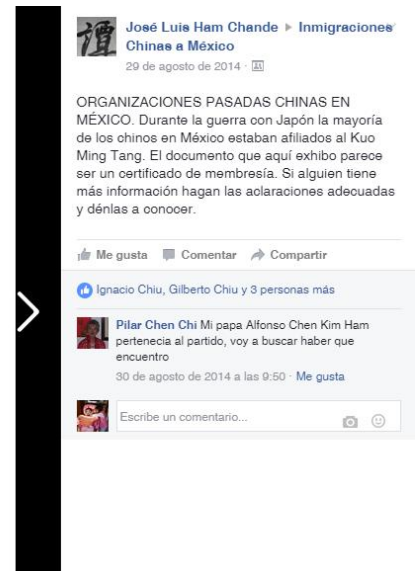 José Luis Ham Chande ▸ Inmigraciones
Chinas a México
29 de agosto de 2014 ·
ORGANIZACIONES PASADAS CHINAS EN
MÉXICO. Durante la guerra con Japón la mayoría
de los chinos en México estaban afiliados al Kuo
Ming Tang. El documento que aquí exhibo parece
ser un certificado de membresía. Si alguien tiene
más información hagan las aclaraciones adecuadas
y dénlas a conocer.
Me gusta Comentar Compartir
Ignacio Chiu, Gilberto Chiu y 3 personas más
Pilar Chen Chi Mi papa Alfonso Chen Kim Ham
pertenecia al partido, voy a buscar haber que
encuentro
30 de agosto de 2014 a las 9:50 · Me gusta
Escribe un comentario...